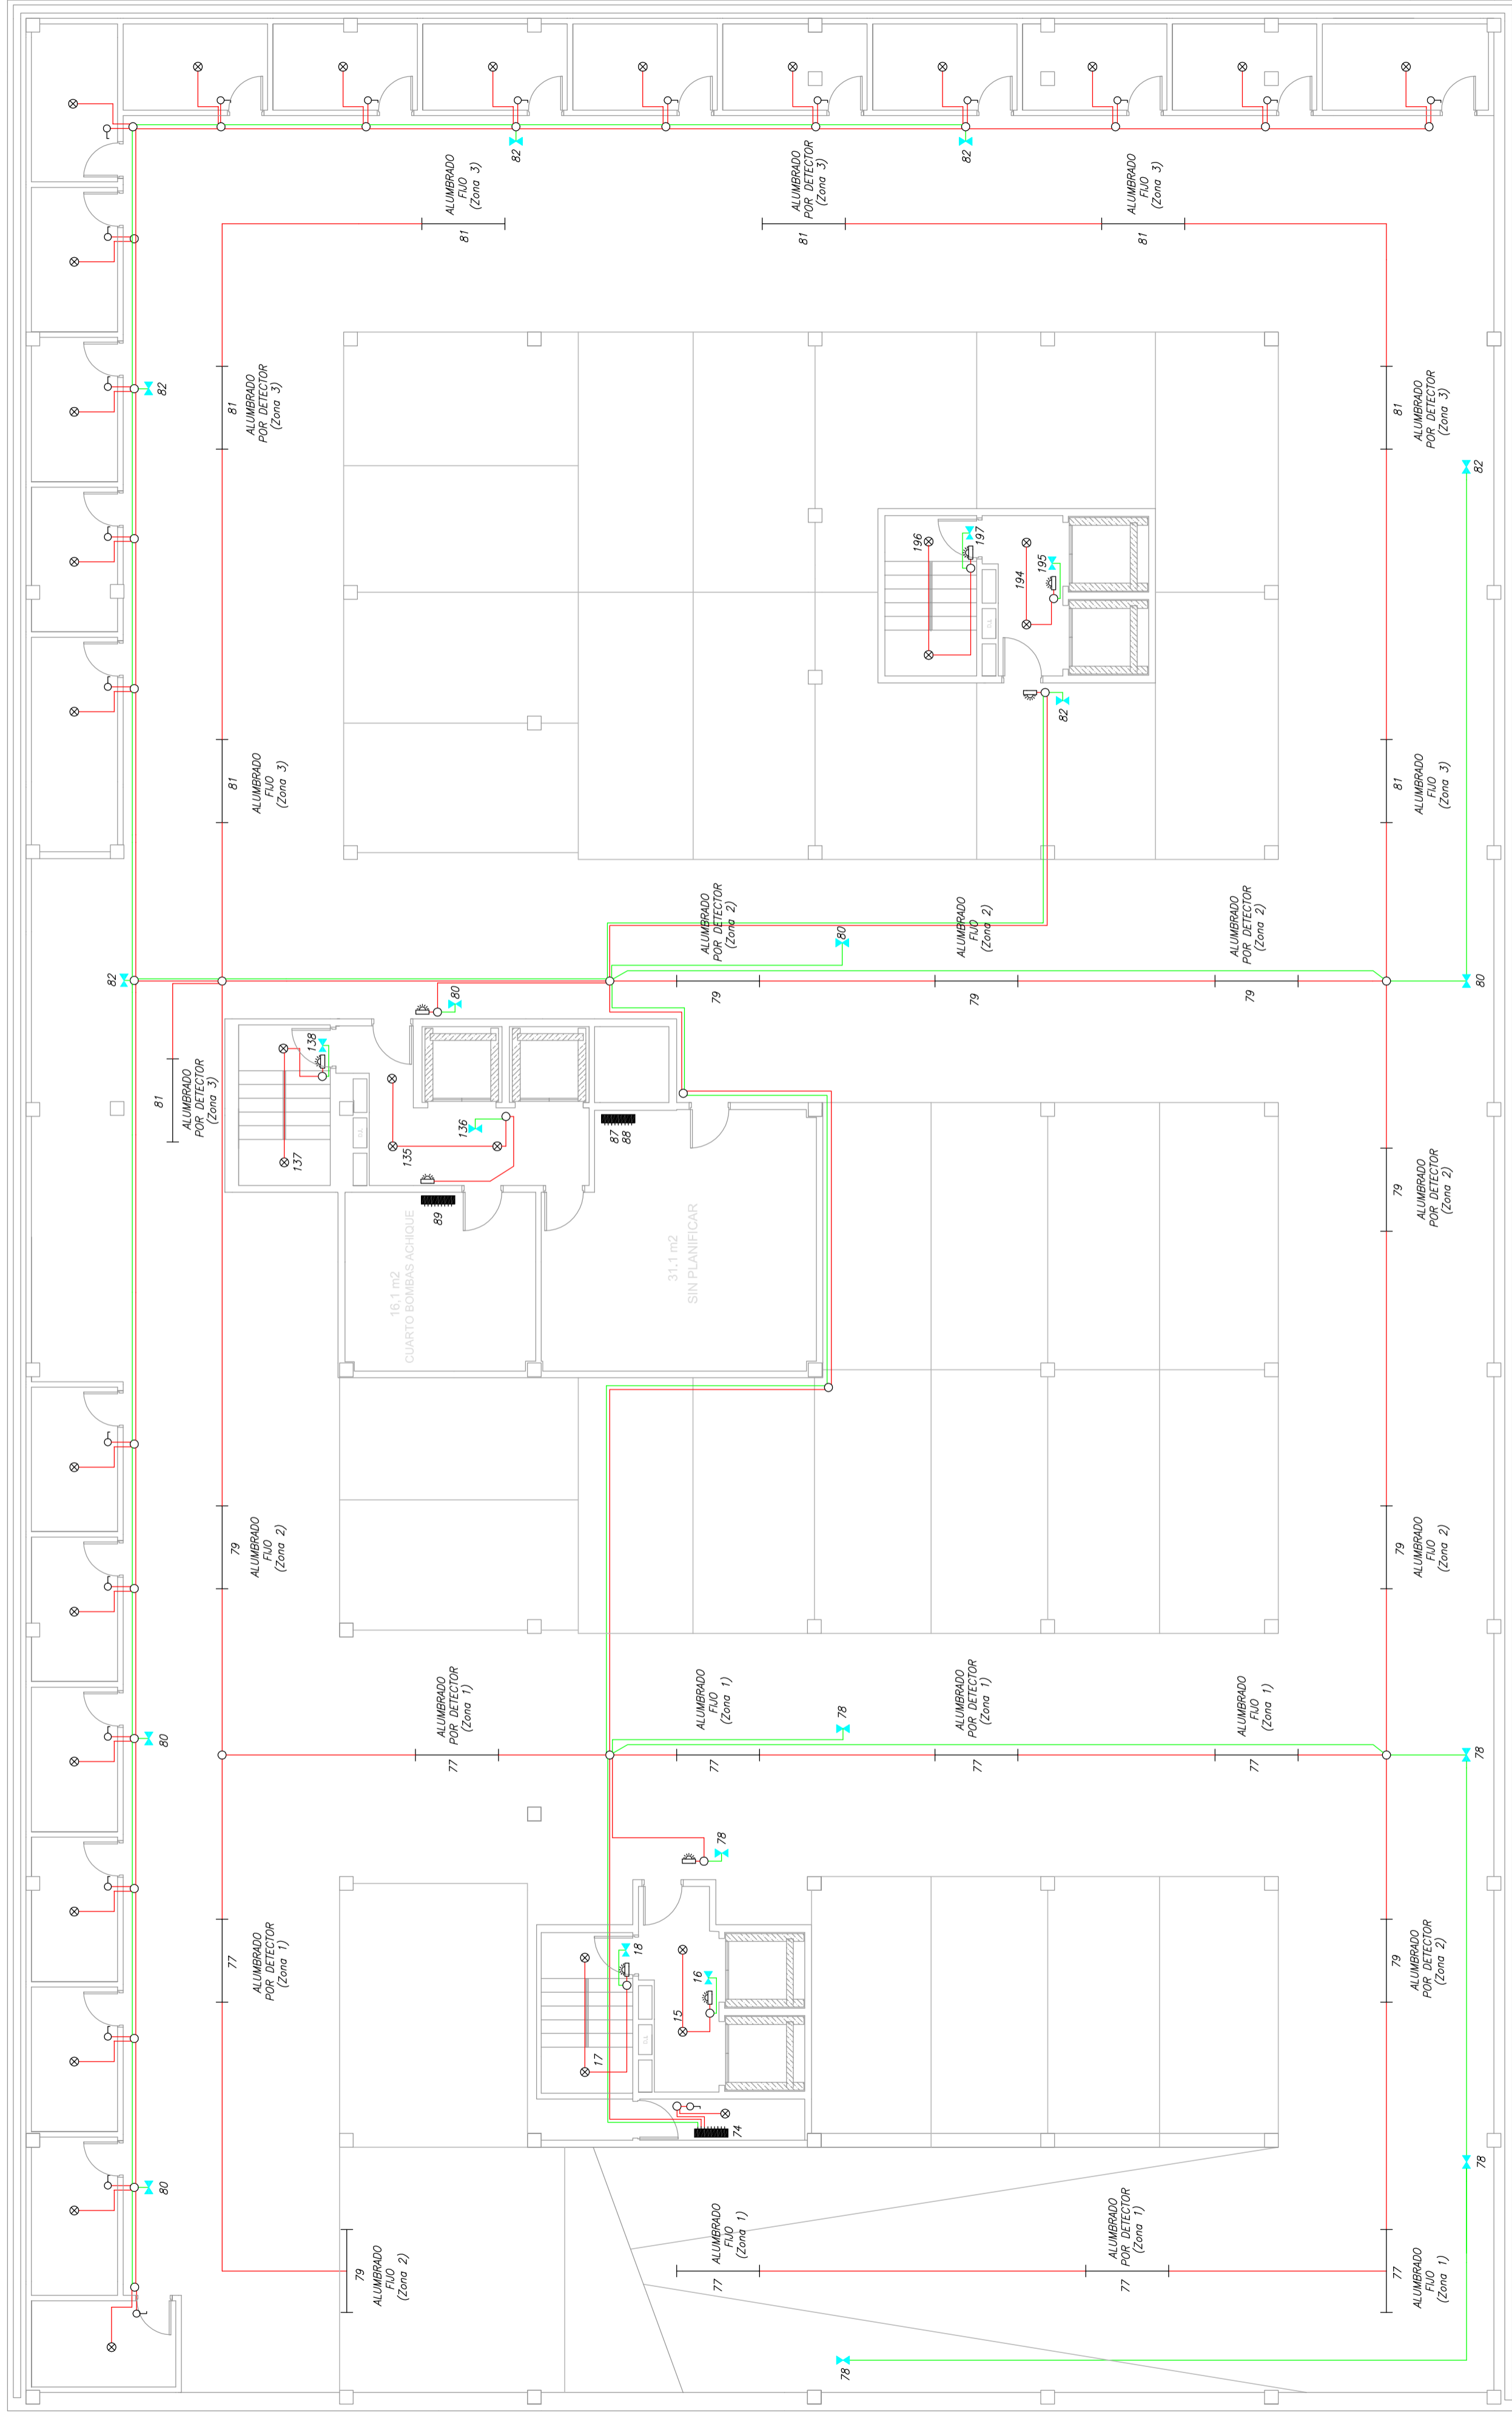 82
82
ALUMBRADO
FIJO
(Zona 3)
81
ALUMBRADO
POR DETECTOR
(Zona 3)
81
ALUMBRADO
FIJO
(Zona 3)
81
82
81
ALUMBRADO
POR DETECTOR
(Zona 3)
81
ALUMBRADO
POR DETECTOR
(Zona 3)
82
196
197
194
195
82
81
ALUMBRADO
FIJO
(Zona 3)
81
ALUMBRADO
FIJO
(Zona 3)
ALUMBRADO
POR DETECTOR
(Zona 2)
79
80
ALUMBRADO
FIJO
(Zona 2)
79
ALUMBRADO
POR DETECTOR
(Zona 2)
79
82
80
80
81
ALUMBRADO
POR DETECTOR
(Zona 3)
138
137
136
135
87
88
89
16,1 m2
CUARTO BOMBAS ACHIQUE
31,1 m2
SIN PLANIFICAR
79
ALUMBRADO
POR DETECTOR
(Zona 2)
79
ALUMBRADO
FIJO
(Zona 2)
79
ALUMBRADO
FIJO
(Zona 2)
80
ALUMBRADO
POR DETECTOR
(Zona 1)
77
ALUMBRADO
FIJO
(Zona 1)
77
78
ALUMBRADO
POR DETECTOR
(Zona 1)
77
ALUMBRADO
FIJO
(Zona 1)
77
78
78
77
ALUMBRADO
POR DETECTOR
(Zona 1)
18
17
16
15
79
ALUMBRADO
POR DETECTOR
(Zona 2)
74
80
78
79
ALUMBRADO
FIJO
(Zona 2)
ALUMBRADO
FIJO
(Zona 1)
77
ALUMBRADO
POR DETECTOR
(Zona 1)
77
77
ALUMBRADO
FIJO
(Zona 1)
78